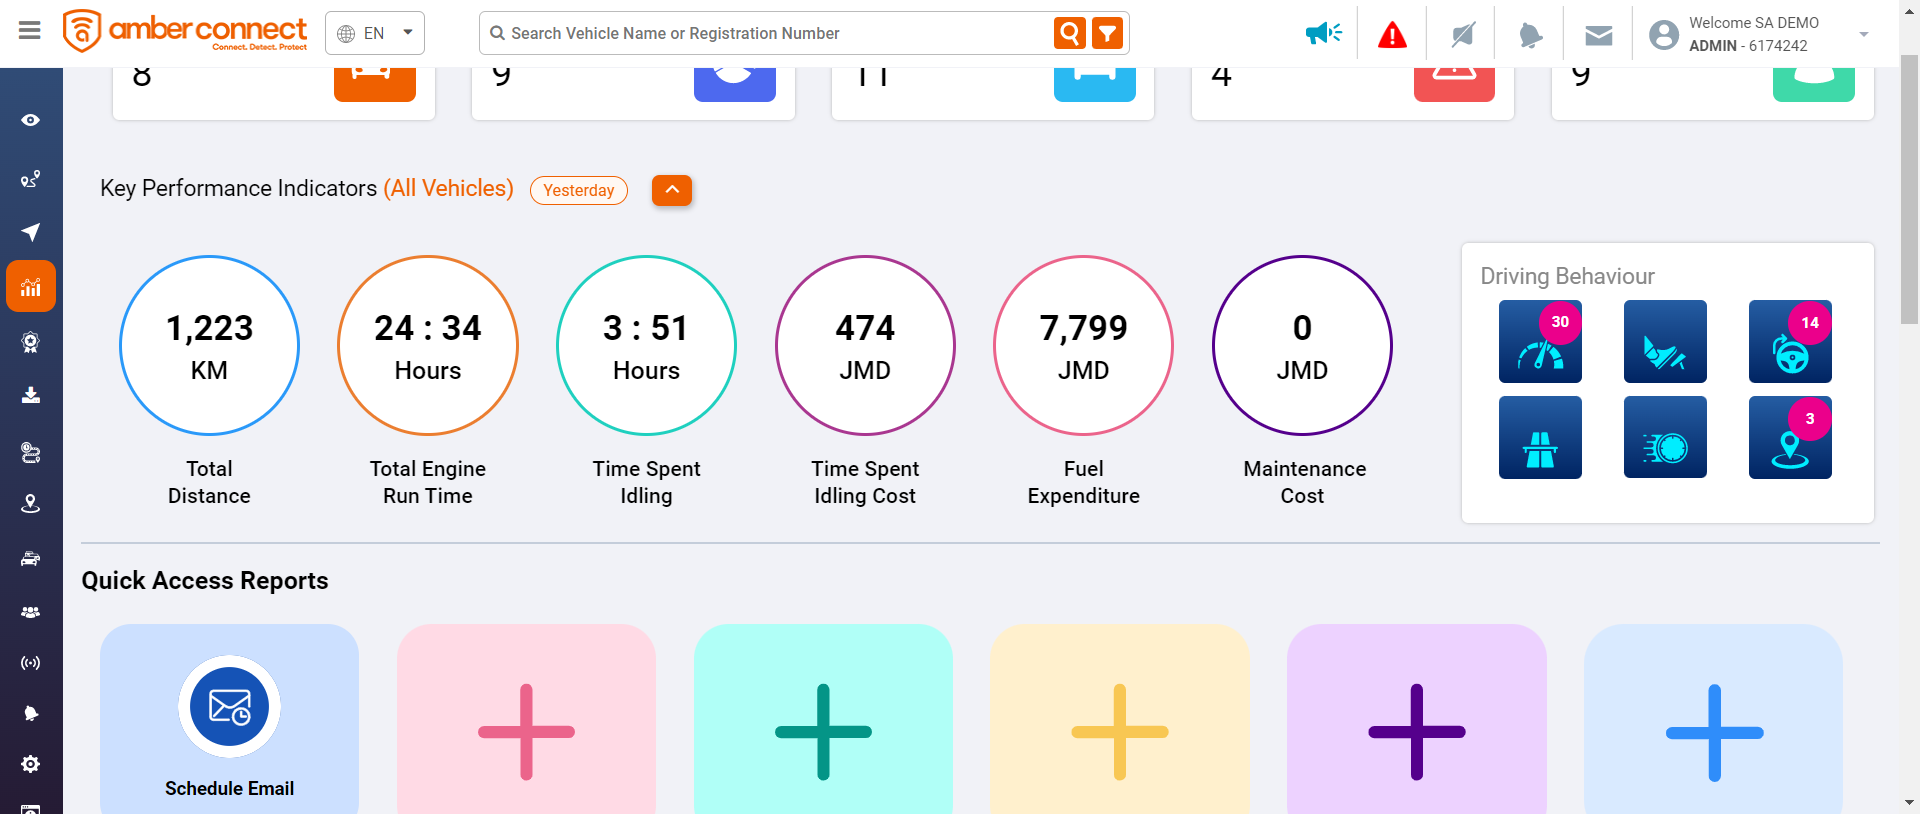 amber connect
Connect. Detect. Protect
EN
Search Vehicle Name or Registration Number
Welcome SA DEMO
ADMIN - 6174242
8
9
11
4
9
Key Performance Indicators (All Vehicles)
Yesterday
1,223
KM
Total
Distance
24 : 34
Hours
Total Engine
Run Time
3 : 51
Hours
Time Spent
Idling
474
JMD
Time Spent
Idling Cost
7,799
JMD
Fuel
Expenditure
0
JMD
Maintenance
Cost
Driving Behaviour
30
14
3
Quick Access Reports
Schedule Email